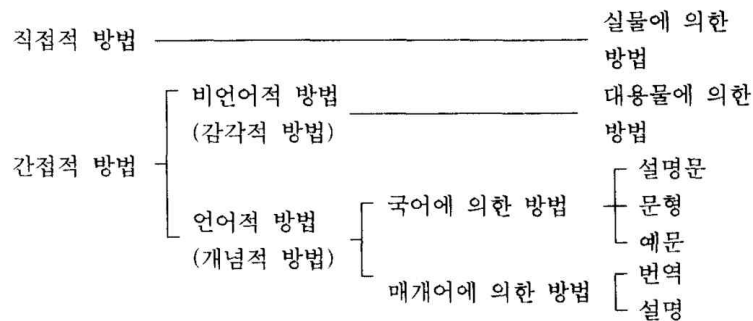 직접적 방법
실물에 의한
방법
비언어적 방법
(감각적 방법)
대용물에 의한
방법
간접적 방법
언어적 방법
(개념적 방법)
국어에 의한 방법
설명문
문형
예문
매개어에 의한 방법
번역
설명